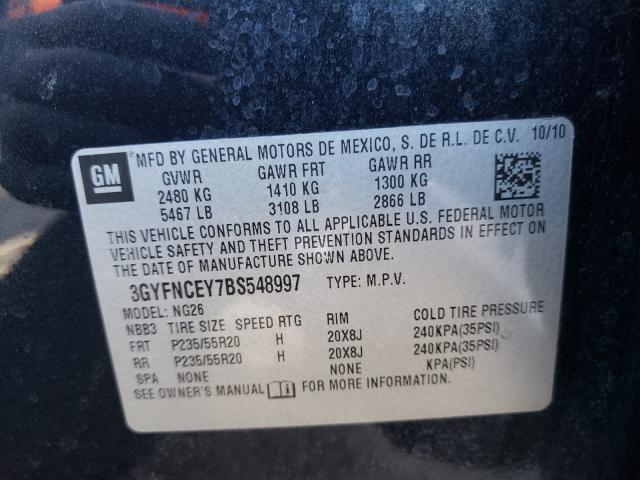 GM
MFD BY GENERAL MOTORS DE MEXICO, S. DE R.L. DE C.V. 10/10
GVWR GAWR FRT GAWR RR
2480 KG 1410 KG 1300 KG
5467 LB 3108 LB 2866 LB
THIS VEHICLE CONFORMS TO ALL APPLICABLE U.S. FEDERAL MOTOR
VEHICLE SAFETY AND THEFT PREVENTION STANDARDS IN EFFECT ON
THE DATE OF MANUFACTURE SHOWN ABOVE.
3GYFNCEY7BS548997 TYPE: M.P.V.
MODEL: NG26
NBB3 TIRE SIZE SPEED RTG RIM COLD TIRE PRESSURE
FRT P235/55R20 H 20X8J 240KPA(35PSI)
RR P235/55R20 H 20X8J 240KPA(35PSI)
SPA NONE NONE KPA(PSI)
SEE OWNER'S MANUAL FOR MORE INFORMATION.